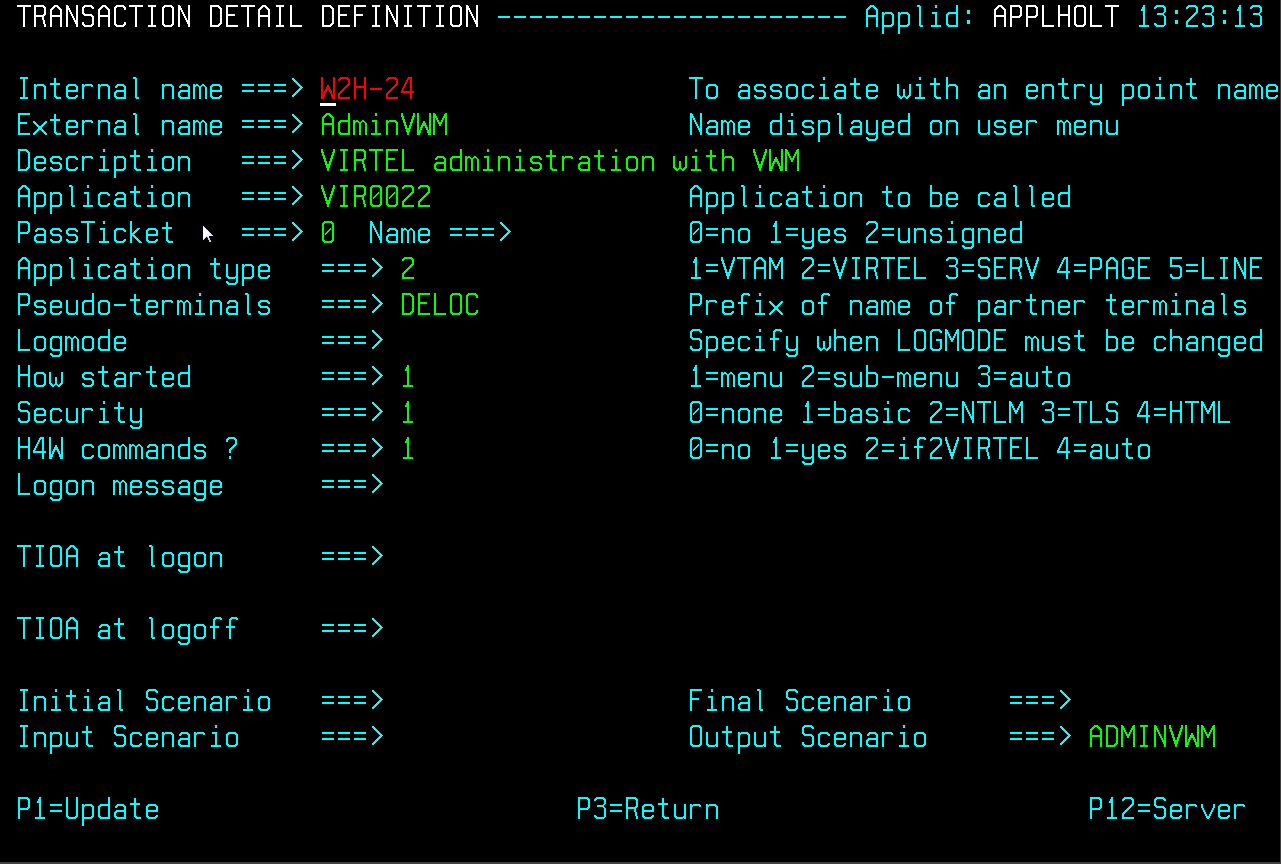 TRANSACTION DETAIL DEFINITION ---------------------- Applid: APPLHOLT 13:23:13
Internal name ===> W2H-24 To associate with an entry point name
External name ===> AdminVWM Name displayed on user menu
Description ===> VIRTEL administration with VWM
Application ===> VIR0022 Application to be called
PassTicket ===> 0 Name ===> 0=no 1=yes 2=unsigned
Application type ===> 2 1=VTAM 2=VIRTEL 3=SERV 4=PAGE 5=LINE
Pseudo-terminals ===> DELOC Prefix of name of partner terminals
Logmode ===> Specify when LOGMODE must be changed
How started ===> 1 1=menu 2=sub-menu 3=auto
Security ===> 1 0=none 1=basic 2=NTLM 3=TLS 4=HTML
H4W commands ? ===> 1 0=no 1=yes 2=if2VIRTEL 4=auto
Logon message ===>
TIOA at logon ===>
TIOA at logoff ===>
Initial Scenario ===> Final Scenario ===>
Input Scenario ===> Output Scenario ===> ADMINVWM
P1=Update P3=Return P12=Server